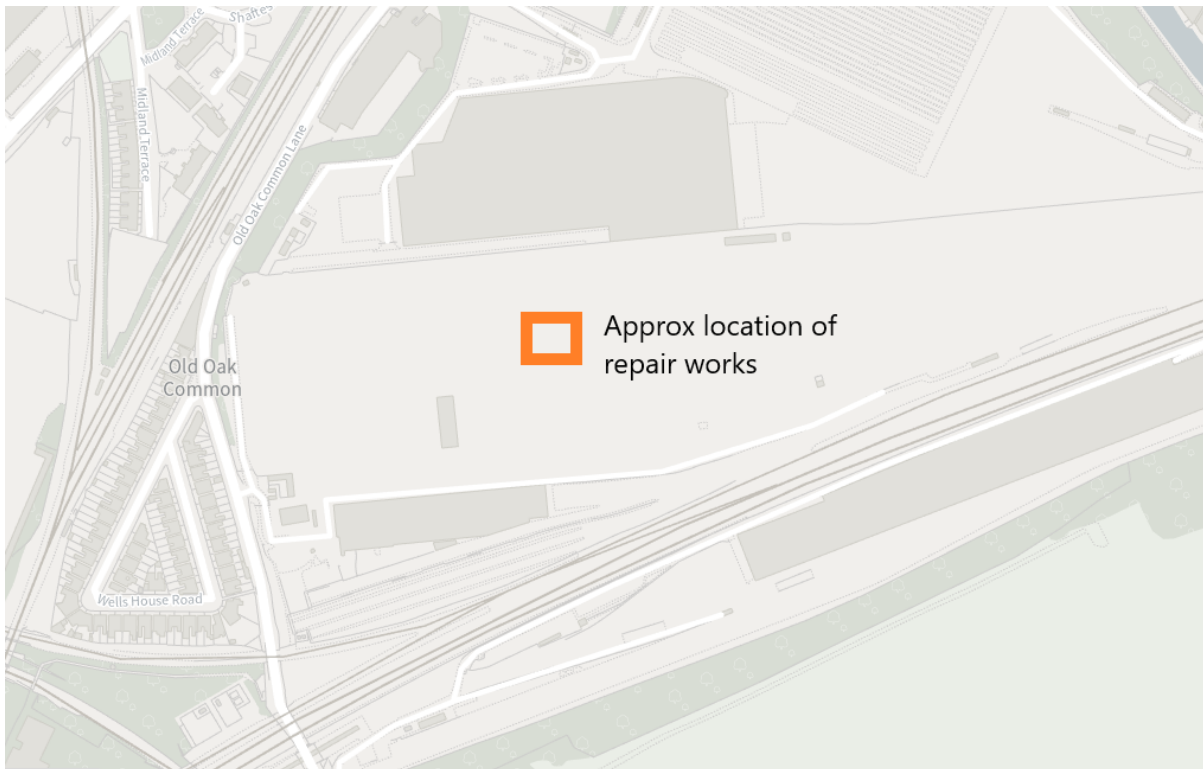 Shaftes
Midland Terrace
Midland Terrace
Old Oak Common Lane
Approx location of
repair works
Old Oak
Common
Wells House Road